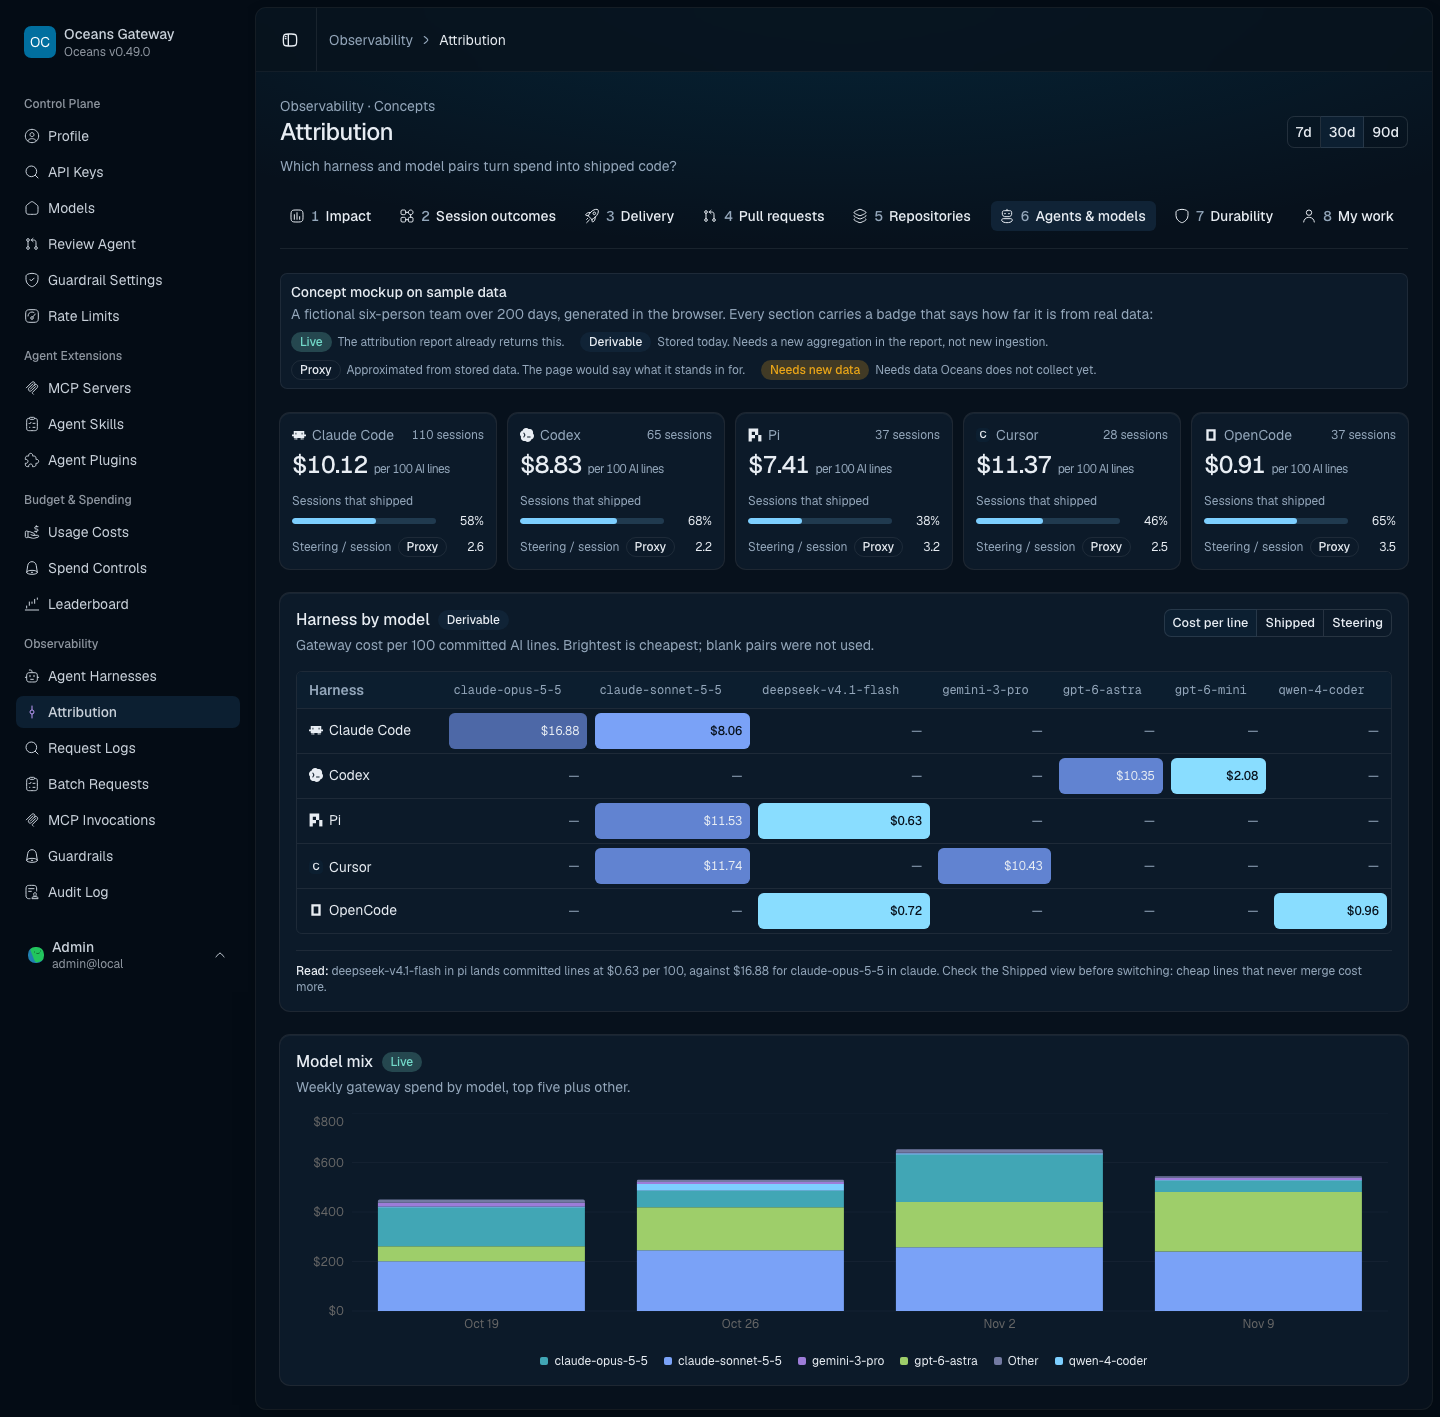 OC
Oceans Gateway
Oceans v0.49.0
Control Plane
Profile
API Keys
Models
Review Agent
Guardrail Settings
Rate Limits
Agent Extensions
MCP Servers
Agent Skills
Agent Plugins
Budget & Spending
Usage Costs
Spend Controls
Leaderboard
Observability
Agent Harnesses
Attribution
Request Logs
Batch Requests
MCP Invocations
Guardrails
Audit Log
Admin
admin@local
Observability > Attribution
Observability · Concepts
Attribution
Which harness and model pairs turn spend into shipped code?
7d 30d 90d
1 Impact 2 Session outcomes 3 Delivery 4 Pull requests 5 Repositories 6 Agents & models 7 Durability 8 My work
Concept mockup on sample data
A fictional six-person team over 200 days, generated in the browser. Every section carries a badge that says how far it is from real data:
Live The attribution report already returns this. Derivable Stored today. Needs a new aggregation in the report, not new ingestion.
Proxy Approximated from stored data. The page would say what it stands in for. Needs new data Needs data Oceans does not collect yet.
Claude Code 110 sessions
$10.12 per 100 AI lines
Sessions that shipped
58%
Steering / session Proxy 2.6
Codex 65 sessions
$8.83 per 100 AI lines
Sessions that shipped
68%
Steering / session Proxy 2.2
Pi 37 sessions
$7.41 per 100 AI lines
Sessions that shipped
38%
Steering / session Proxy 3.2
C Cursor 28 sessions
$11.37 per 100 AI lines
Sessions that shipped
46%
Steering / session Proxy 2.5
OpenCode 37 sessions
$0.91 per 100 AI lines
Sessions that shipped
65%
Steering / session Proxy 3.5
Harness by model Derivable
Gateway cost per 100 committed AI lines. Brightest is cheapest; blank pairs were not used.
Cost per line Shipped Steering
Harness claude-opus-5-5 claude-sonnet-5-5 deepseek-v4.1-flash gemini-3-pro gpt-6-astra gpt-6-mini qwen-4-coder
Claude Code $16.88 $8.06 — — — — —
Codex — — — — $10.35 $2.08 —
Pi — $11.53 $0.63 — — — —
C Cursor — $11.74 — $10.43 — — —
OpenCode — — $0.72 — — — $0.96
Read: deepseek-v4.1-flash in pi lands committed lines at $0.63 per 100, against $16.88 for claude-opus-5-5 in claude. Check the Shipped view before switching: cheap lines that never merge cost
more.
Model mix Live
Weekly gateway spend by model, top five plus other.
$800
$600
$400
$200
$0
Oct 19 Oct 26 Nov 2 Nov 9
claude-opus-5-5 claude-sonnet-5-5 gemini-3-pro gpt-6-astra Other qwen-4-coder